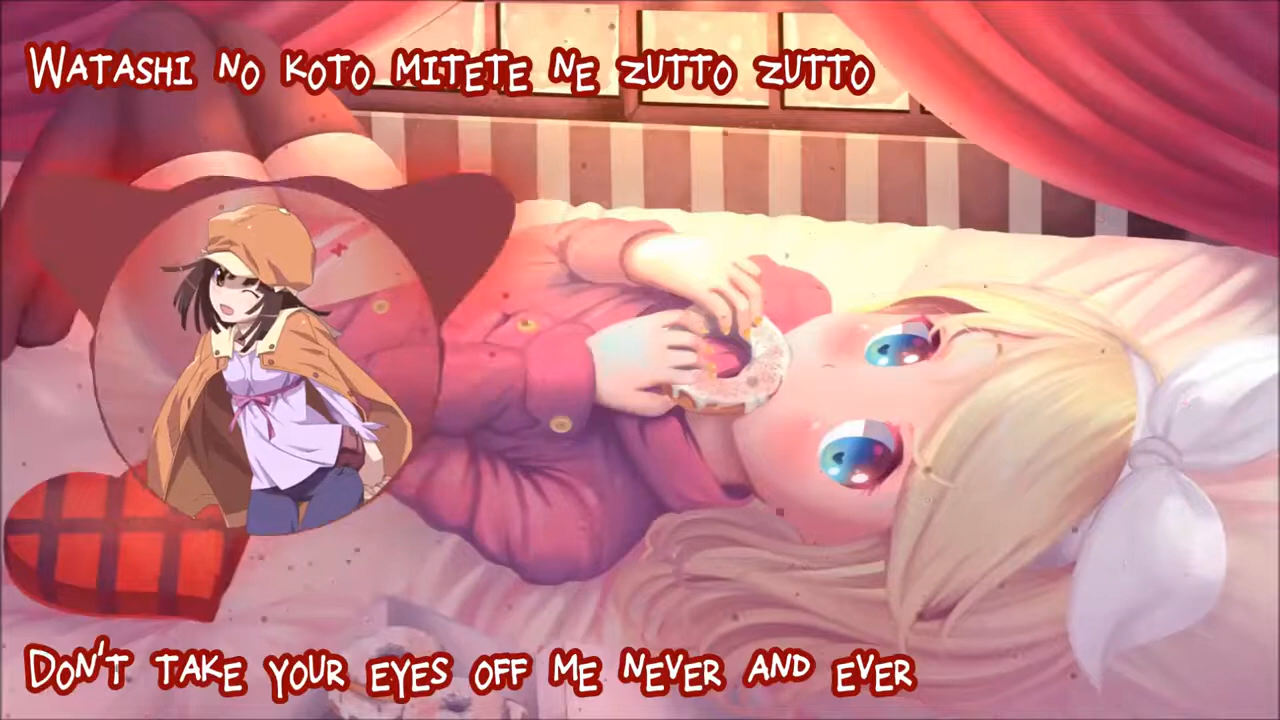 Watashi no koto mitete ne zutto zutto
Don't take your eyes off me never and ever